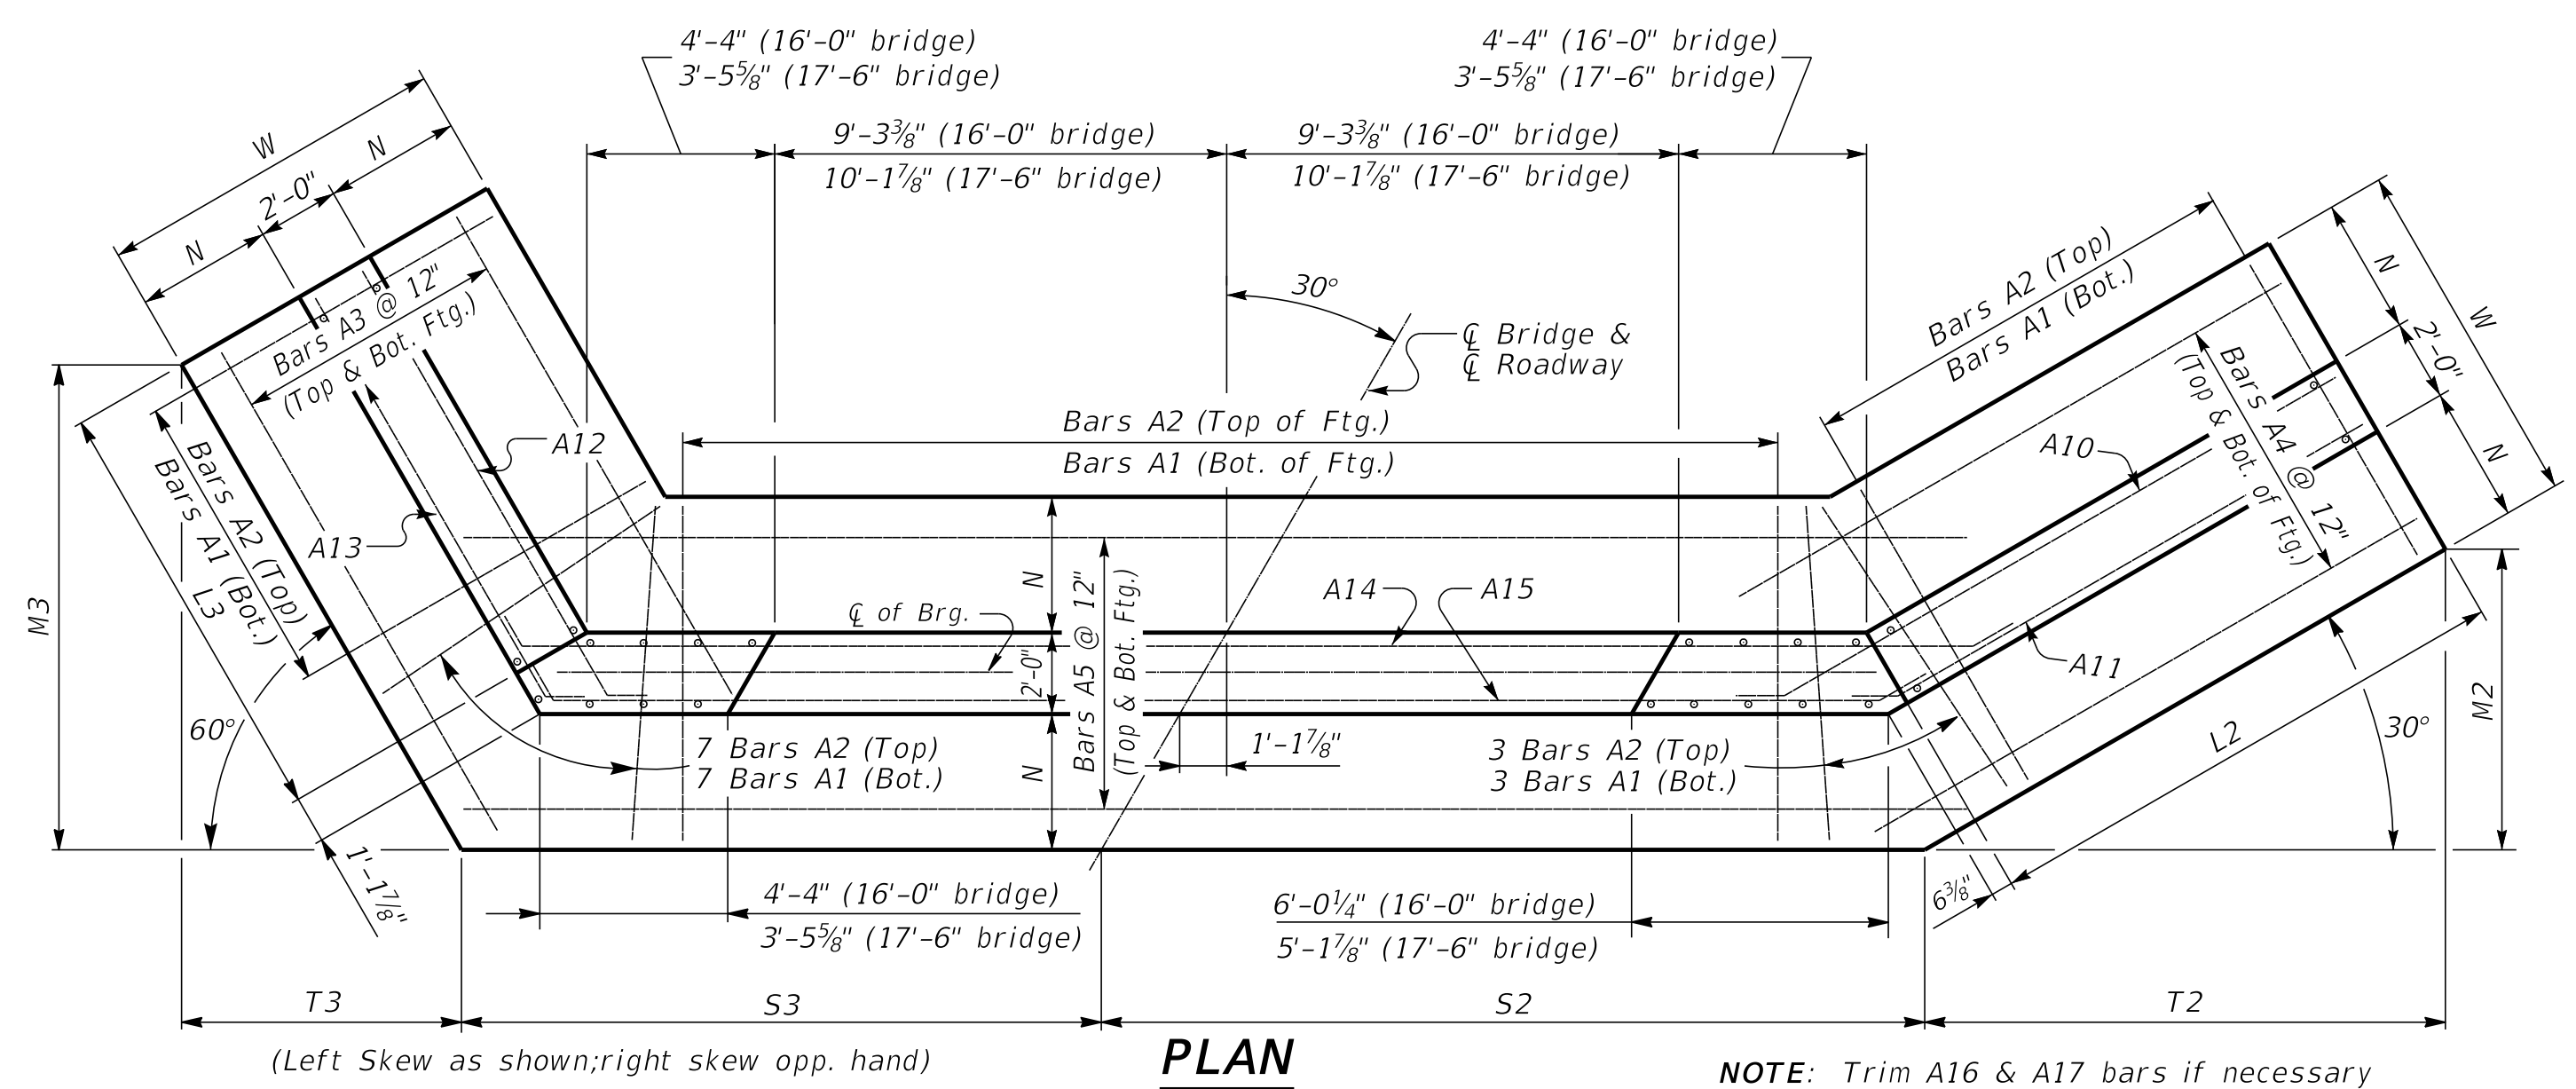 4'-4" (16'-0" bridge)
3'-5⅝" (17'-6" bridge)
4'-4" (16'-0" bridge)
3'-5⅝" (17'-6" bridge)
9'-3⅜" (16'-0" bridge)
10'-1⅞" (17'-6" bridge)
9'-3⅜" (16'-0" bridge)
10'-1⅞" (17'-6" bridge)
W
N
2'-0"
N
Bars A3 @ 12"
(Top & Bot. Ftg.)
30°
℄ Bridge &
℄ Roadway
Bars A2 (Top)
Bars A1 (Bot.)
N
W
2'-0"
N
Bars A4 @ 12"
(Top & Bot. of Ftg.)
A10
Bars A2 (Top of Ftg.)
Bars A1 (Bot. of Ftg.)
A12
A13
Bars A2 (Top)
Bars A1 (Bot.)
L3
M3
60°
℄ of Brg.
N
2'-0"
N
Bars A5 @ 12"
(Top & Bot. Ftg.)
A14
A15
A11
7 Bars A2 (Top)
7 Bars A1 (Bot.)
1'-1⅞"
3 Bars A2 (Top)
3 Bars A1 (Bot.)
L2
30°
M2
1'-1⅞"
4'-4" (16'-0" bridge)
3'-5⅝" (17'-6" bridge)
6'-0¼" (16'-0" bridge)
5'-1⅞" (17'-6" bridge)
6⅜"
T3
S3
S2
T2
(Left Skew as shown;right skew opp. hand)
PLAN
NOTE: Trim A16 & A17 bars if necessary